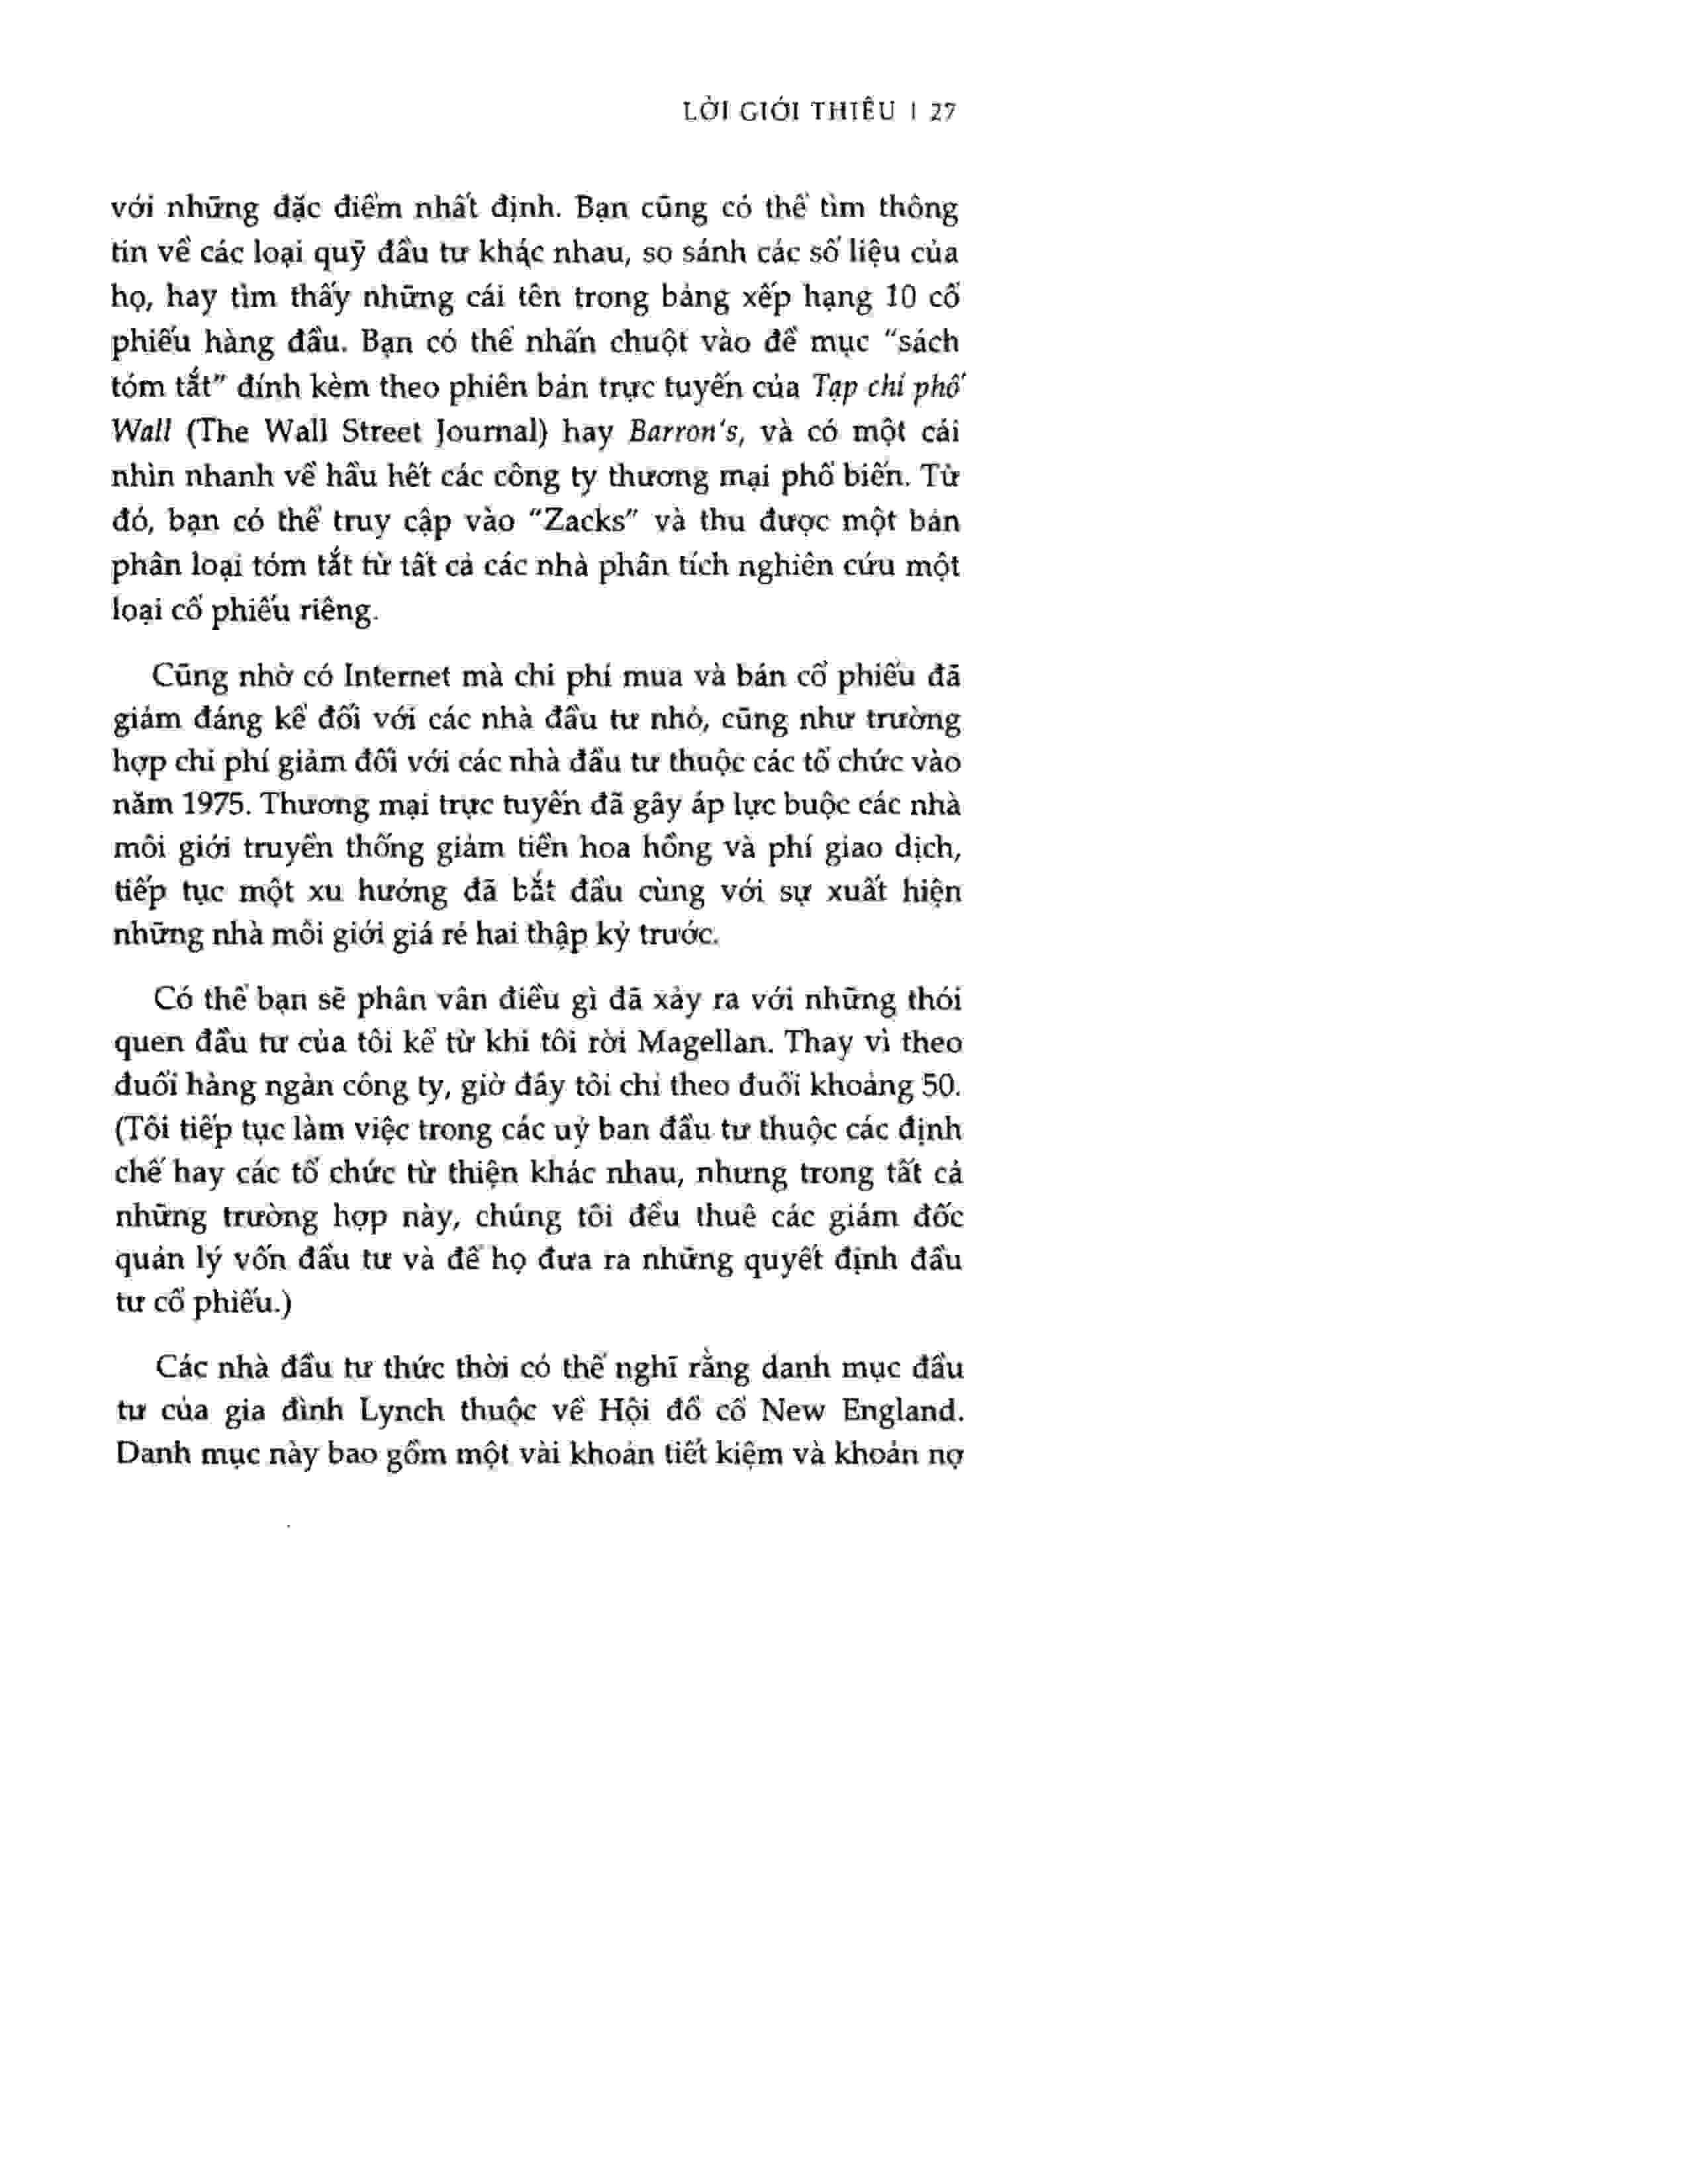 LỜI GIỚI THIỆU | 27
với những đặc điểm nhất định. Bạn cũng có thể tìm thông
tin về các loại quỹ đầu tư khác nhau, so sánh các số liệu của
họ, hay tìm thấy những cái tên trong bảng xếp hạng 10 cổ
phiếu hàng đầu. Bạn có thể nhấn chuột vào đề mục “sách
tóm tắt” đính kèm theo phiên bản trực tuyến của Tạp chí phố
Wall (The Wall Street Journal) hay Barron's, và có một cái
nhìn nhanh về hầu hết các công ty thương mại phổ biến. Từ
đó, bạn có thể truy cập vào “Zacks” và thu được một bản
phân loại tóm tắt từ tất cả các nhà phân tích nghiên cứu một
loại cổ phiếu riêng.
Cũng nhờ có Internet mà chi phí mua và bán cổ phiếu đã
giảm đáng kể đối với các nhà đầu tư nhỏ, cũng như trường
hợp chi phí giảm đối với các nhà đầu tư thuộc các tổ chức vào
năm 1975. Thương mại trực tuyến đã gây áp lực buộc các nhà
môi giới truyền thống giảm tiền hoa hồng và phí giao dịch,
tiếp tục một xu hướng đã bắt đầu cùng với sự xuất hiện
những nhà môi giới giá rẻ hai thập kỷ trước.
Có thể bạn sẽ phân vân điều gì đã xảy ra với những thói
quen đầu tư của tôi kể từ khi tôi rời Magellan. Thay vì theo
đuổi hàng ngàn công ty, giờ đây tôi chỉ theo đuổi khoảng 50.
(Tôi tiếp tục làm việc trong các uỷ ban đầu tư thuộc các định
chế hay các tổ chức từ thiện khác nhau, nhưng trong tất cả
những trường hợp này, chúng tôi đều thuê các giám đốc
quản lý vốn đầu tư và để họ đưa ra những quyết định đầu
tư cổ phiếu.)
Các nhà đầu tư thức thời có thể nghĩ rằng danh mục đầu
tư của gia đình Lynch thuộc về Hội đồ cổ New England.
Danh mục này bao gồm một vài khoản tiết kiệm và khoản nợ